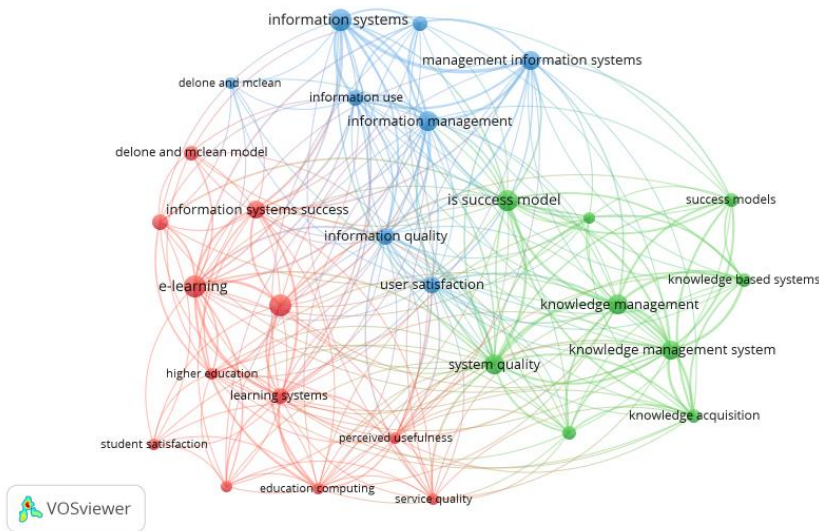 information systems
management information systems
delone and mclean
information use
information management
delone and mclean model
is success model
success models
information systems success
information quality
knowledge based systems
user satisfaction
e-learning
knowledge management
knowledge management system
system quality
higher education
learning systems
knowledge acquisition
perceived usefulness
student satisfaction
education computing
service quality
VOSviewer